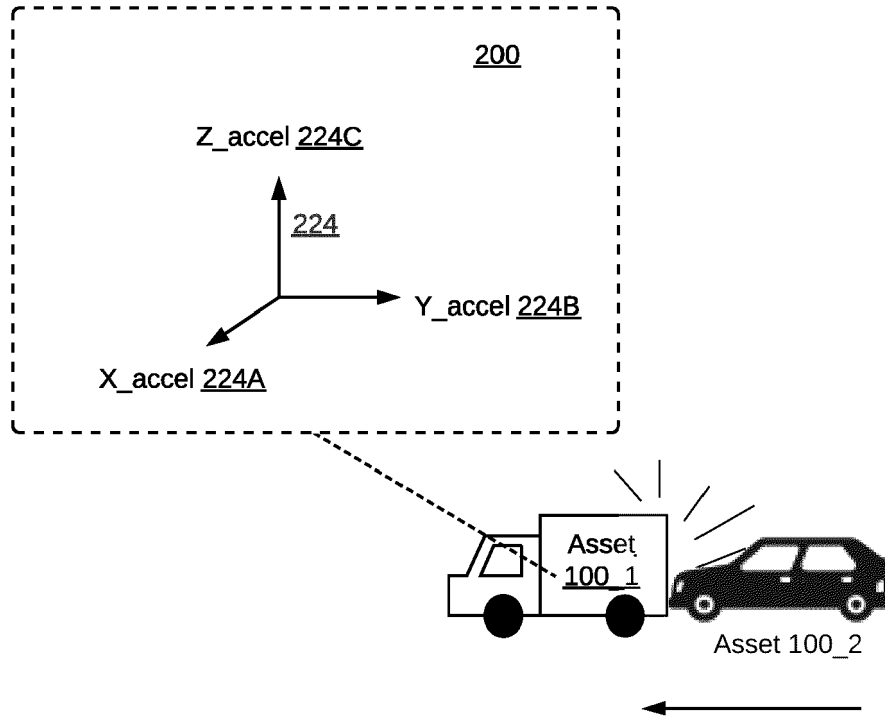 200
Z_accel 224C
224
Y_accel 224B
X_accel 224A
Asset
100_1
Asset 100_2